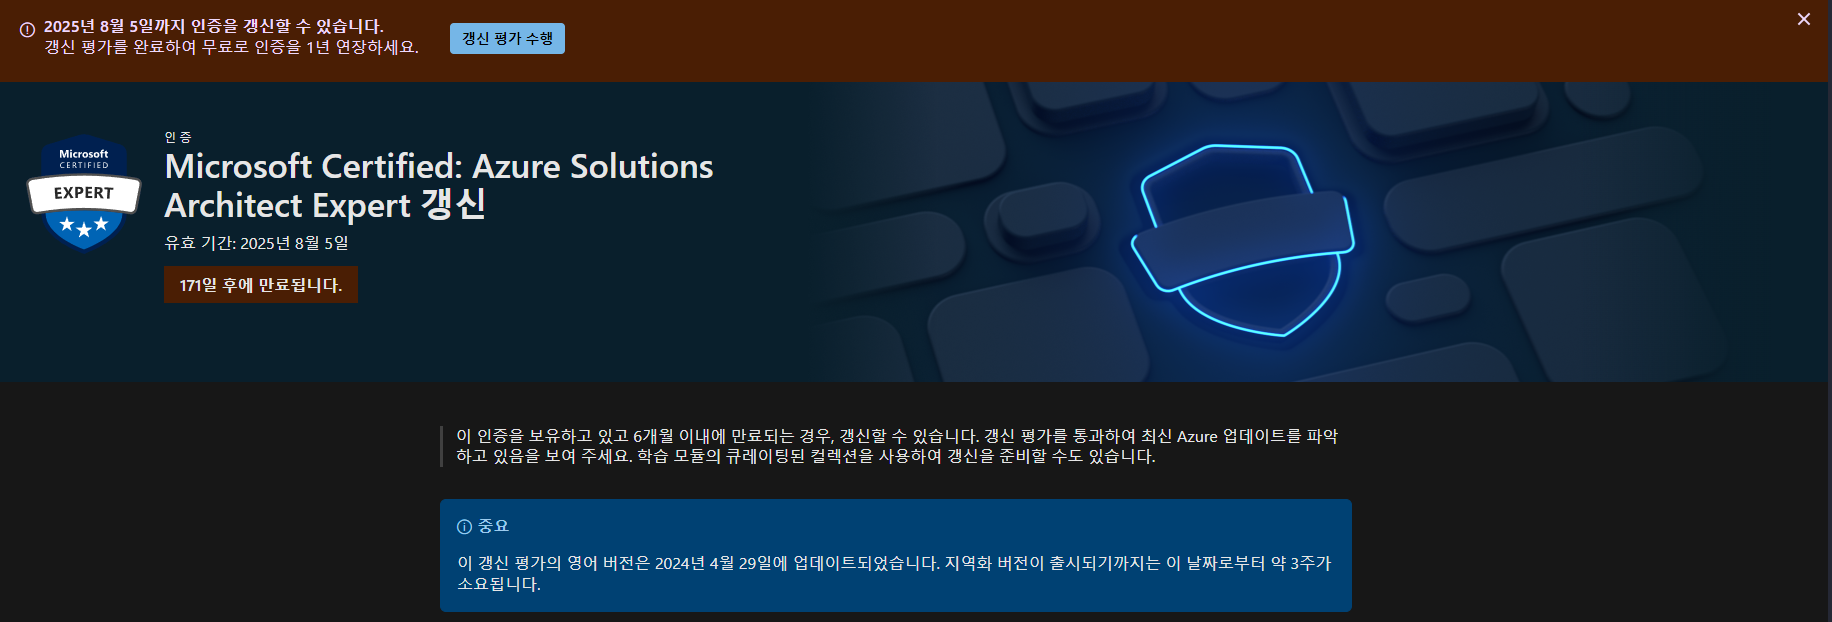 2025년 8월 5일까지 인증을 갱신할 수 있습니다.
갱신 평가를 완료하여 무료로 인증을 1년 연장하세요.
갱신 평가 수행
Microsoft
CERTIFIED
EXPERT
인증
Microsoft Certified: Azure Solutions
Architect Expert 갱신
유효 기간: 2025년 8월 5일
171일 후에 만료됩니다.
이 인증을 보유하고 있고 6개월 이내에 만료되는 경우, 갱신할 수 있습니다. 갱신 평가를 통과하여 최신 Azure 업데이트를 파악
하고 있음을 보여 주세요. 학습 모듈의 큐레이팅된 컬렉션을 사용하여 갱신을 준비할 수도 있습니다.
중요
이 갱신 평가의 영어 버전은 2024년 4월 29일에 업데이트되었습니다. 지역화 버전이 출시되기까지는 이 날짜로부터 약 3주가
소요됩니다.